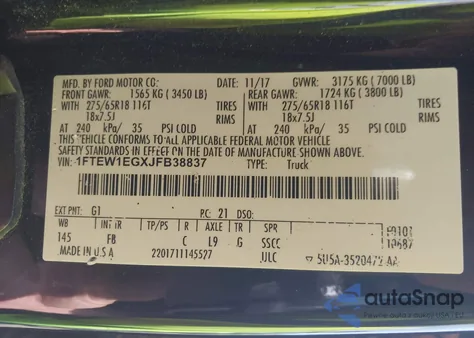 MFD. BY FORD MOTOR CO: 11/17 GVWR: 3175 KG ( 7000 LB)
FRONT GAWR: 1565 KG ( 3450 LB) REAR GAWR: 1724 KG ( 3800 LB)
WITH 275/65R18 116T TIRES WITH 275/65R18 116T TIRES
18x7.5J RIMS 18x7.5J RIMS
AT 240 kPa/ 35 PSI COLD AT 240 kPa/ 35 PSI COLD
THIS VEHICLE CONFORMS TO ALL APPLICABLE FEDERAL MOTOR VEHICLE
SAFETY STANDARDS IN EFFECT ON THE DATE OF MANUFACTURE SHOWN ABOVE.
VIN: 1FTEW1EGXJFB38837 TYPE: Truck
EXT PNT: G1 P.C: 21 DSO: F0101
WB INT TR TP/PS R AXLE TR SPR 10687
145 FB C L9 G SSCC
MADE IN U.S.A 2201711145527 ULC 5U5A-3520472-AA
autoSnap